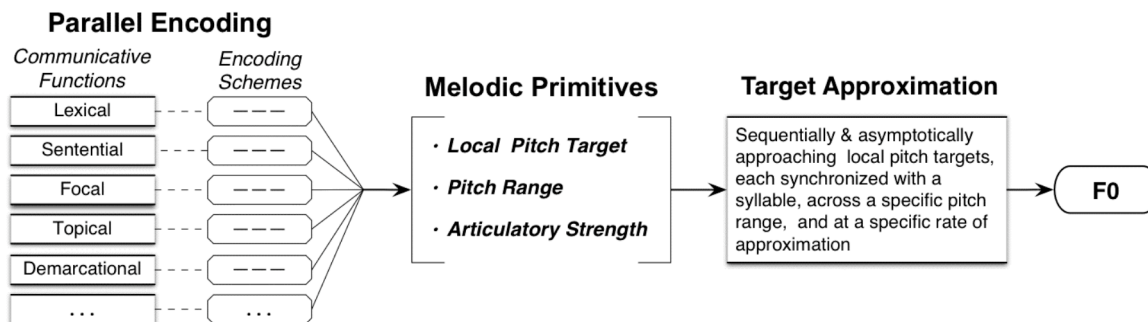 Parallel Encoding
Communicative
Functions
Encoding
Schemes
Lexical
Sentential
Focal
Topical
Demarcational
...
– – –
– – –
– – –
– – –
– – –
...
Melodic Primitives
· Local Pitch Target
· Pitch Range
· Articulatory Strength
Target Approximation
Sequentially & asymptotically
approaching local pitch targets,
each synchronized with a
syllable, across a specific pitch
range, and at a specific rate of
approximation
F0